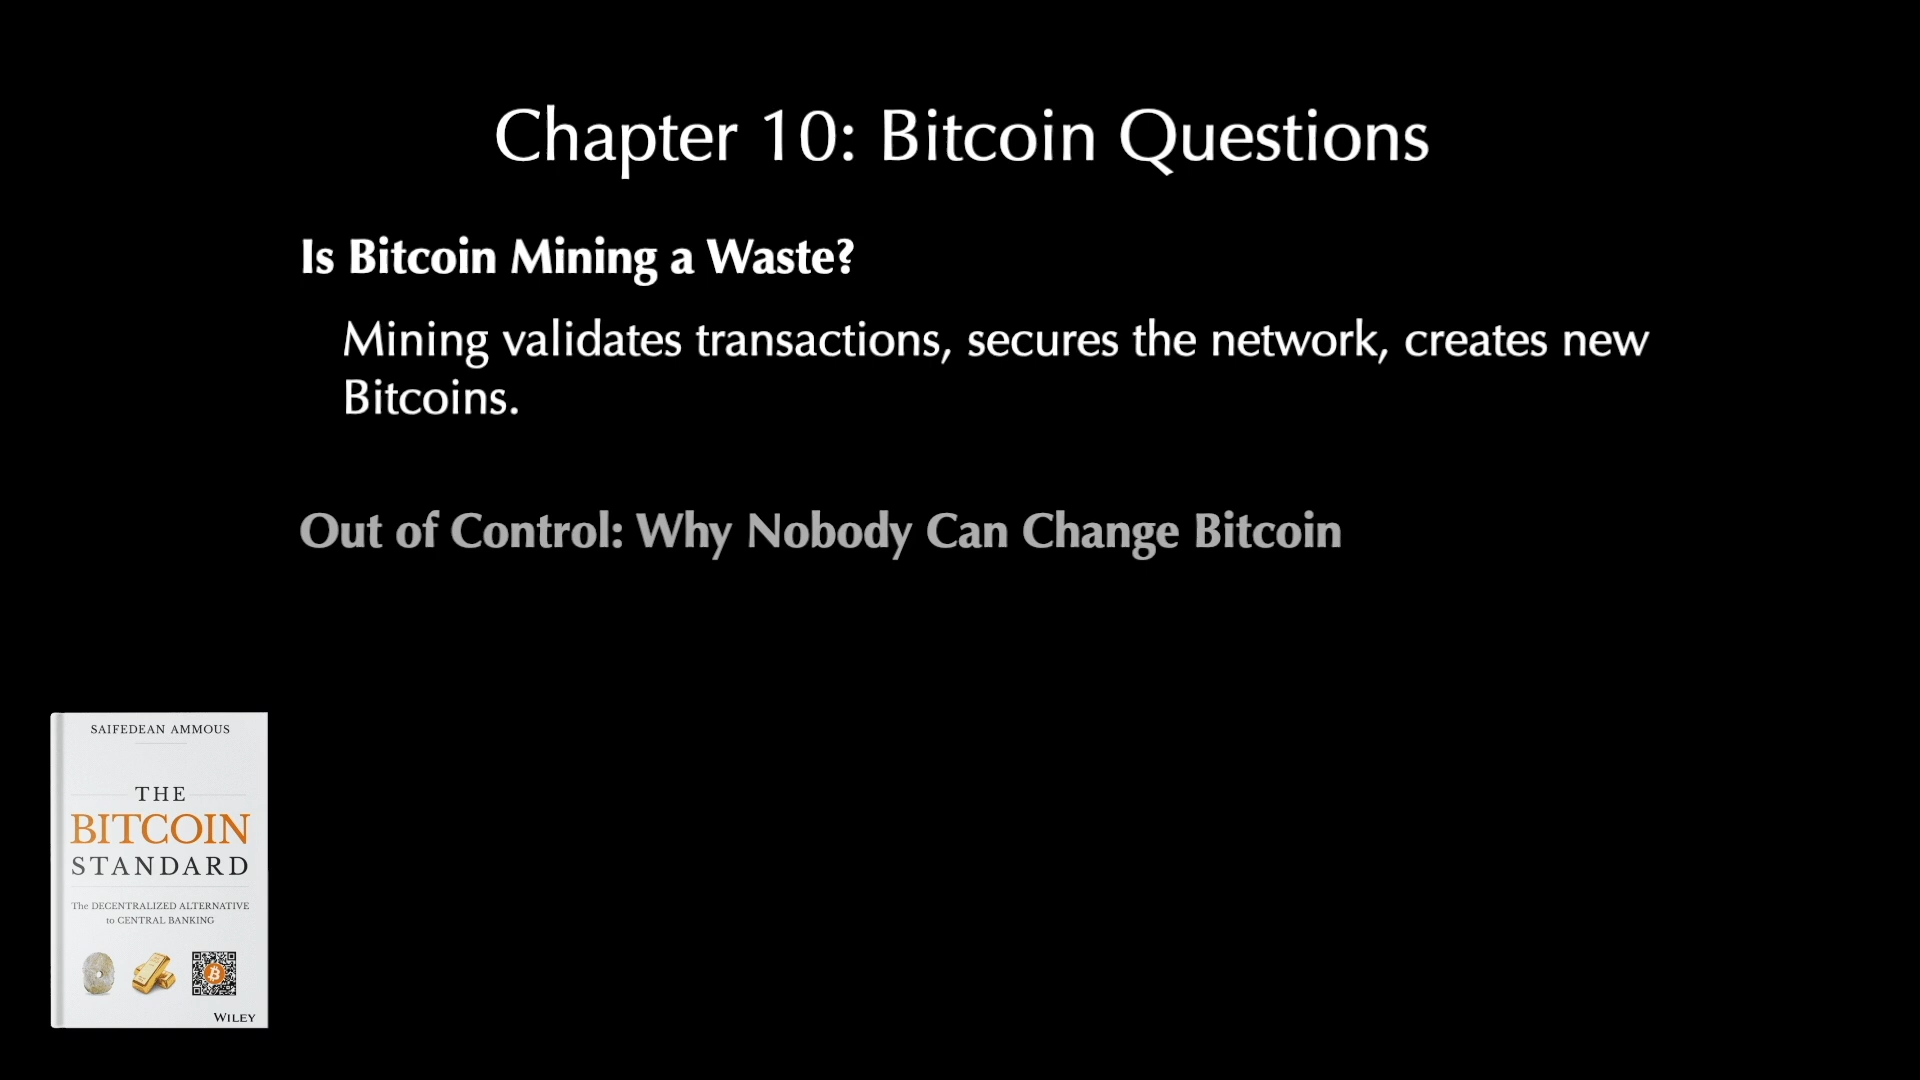 Chapter 10: Bitcoin Questions
Is Bitcoin Mining a Waste?
Mining validates transactions, secures the network, creates new
Bitcoins.
Out of Control: Why Nobody Can Change Bitcoin
SAIFEDEAN AMMOUS
THE
BITCOIN
STANDARD
The DECENTRALIZED ALTERNATIVE
to CENTRAL BANKING
WILEY